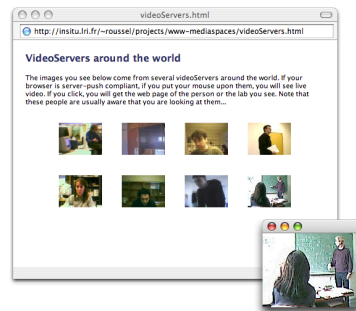 videoServers.html
http://insitu.lri.fr/~roussel/projects/www-mediaspaces/videoServers.html
VideoServers around the world
The images you see below come from several videoServers around the world. If your
browser is server-push compliant, if you put your mouse upon them, you will see live
video. If you click, you will get the web page of the person or the lab you see. Note that
these people are usually aware that you are looking at them...